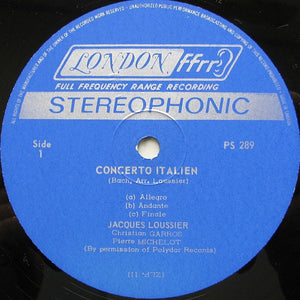 LONDON ffrr
FULL FREQUENCY RANGE RECORDING
STEREOPHONIC
Side
1
PS 289
CONCERTO ITALIEN
(Bach, Arr. Loussier)
(a) Allegro
(b) Andante
(c) Finale
JACQUES LOUSSIER
Christian GARROS
Pierre MICHELOT
(By permission of Polydor Records)